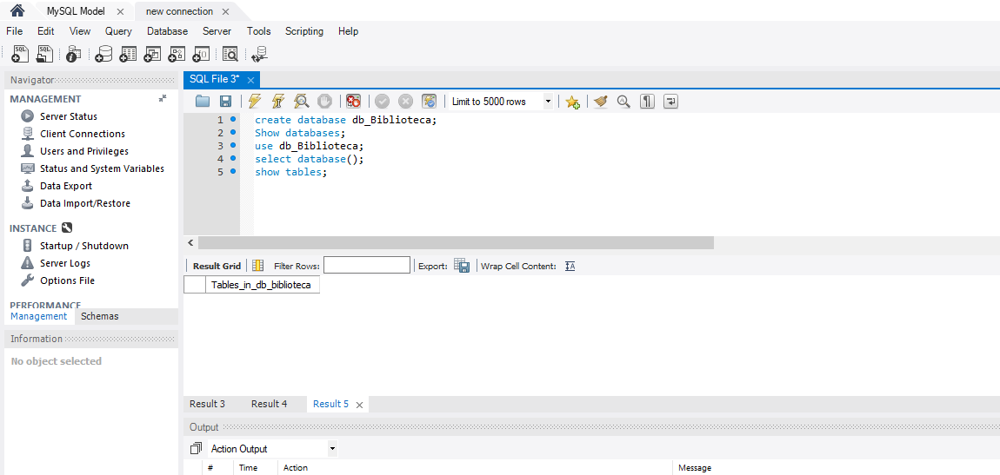 MySQL Model × new connection ×
File Edit View Query Database Server Tools Scripting Help
Navigator
MANAGEMENT
Server Status
Client Connections
Users and Privileges
Status and System Variables
Data Export
Data Import/Restore
INSTANCE
Startup / Shutdown
Server Logs
Options File
PERFORMANCE
Management Schemas
Information
No object selected
SQL File 3* ×
Limit to 5000 rows
1 create database db_Biblioteca;
2 Show databases;
3 use db_Biblioteca;
4 select database();
5 show tables;
Result Grid Filter Rows: Export: Wrap Cell Content:
Tables_in_db_biblioteca
Result 3 Result 4 Result 5 ×
Output
Action Output
# Time Action Message